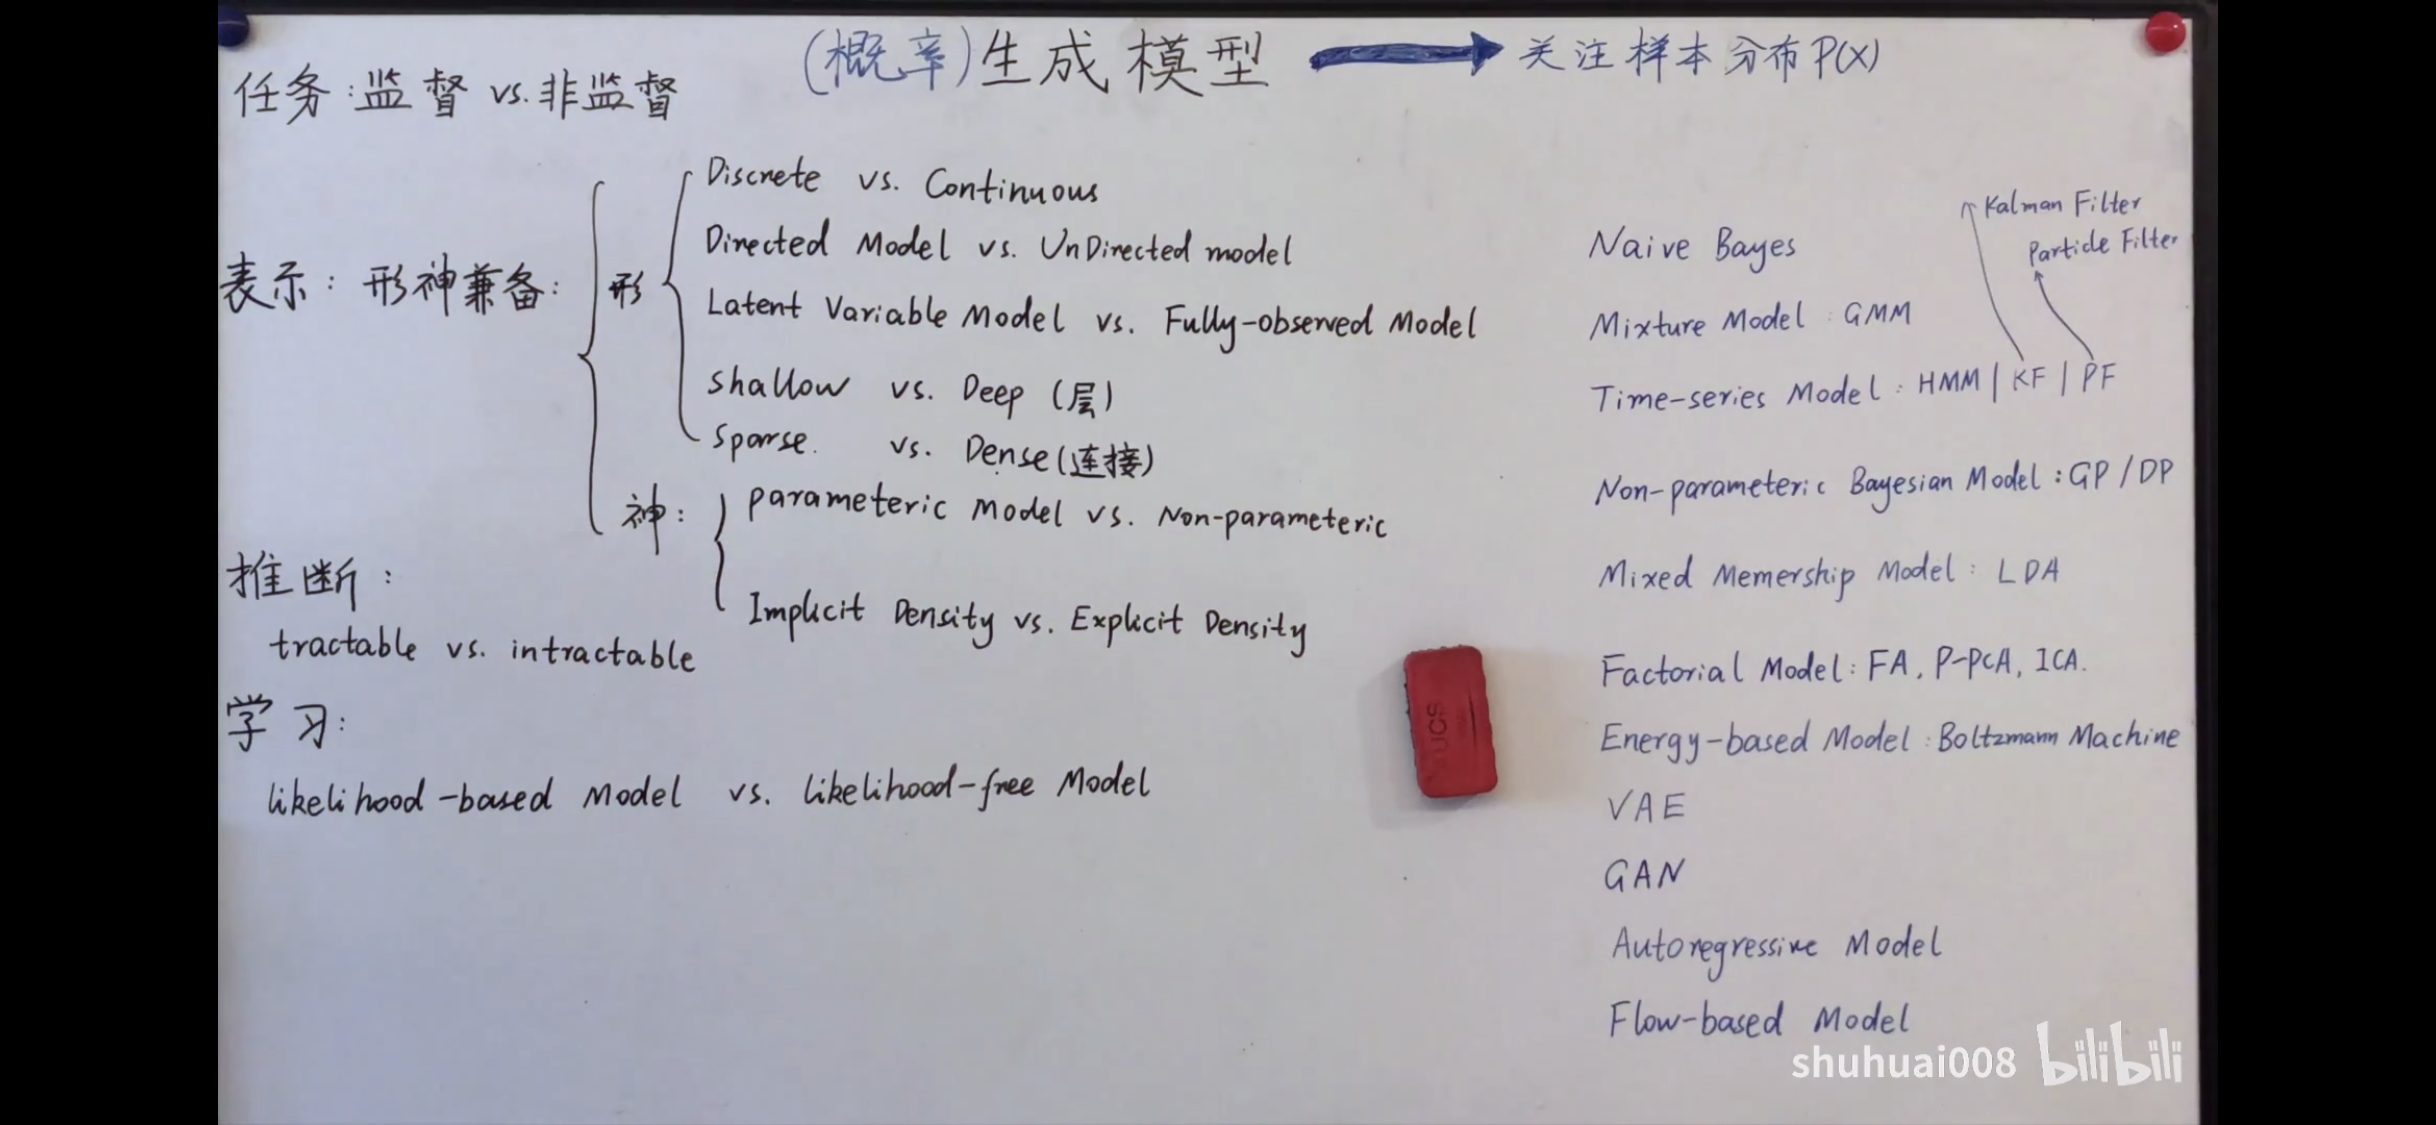 (概率)生成模型 → 关注样本分布 P(X)
任务:监督 vs. 非监督
表示: 形神兼备:
形
Discrete vs. Continuous
Directed Model vs. UnDirected model
Latent Variable Model vs. Fully-observed Model
shallow vs. Deep (层)
sparse. vs. Dense(连接)
神:
parameteric Model vs. Non-parameteric
Implicit Density vs. Explicit Density
推断:
tractable vs. intractable
学习:
likelihood-based Model vs. likelihood-free Model
Kalman Filter
Particle Filter
Naive Bayes
Mixture Model : GMM
Time-series Model : HMM | KF | PF
Non-parameteric Bayesian Model : GP / DP
Mixed Memership Model : LDA
Factorial Model : FA, P-PCA, ICA.
Energy-based Model : Boltzmann Machine
VAE
GAN
Autoregressive Model
Flow-based Model
shuhuai008 bilibili